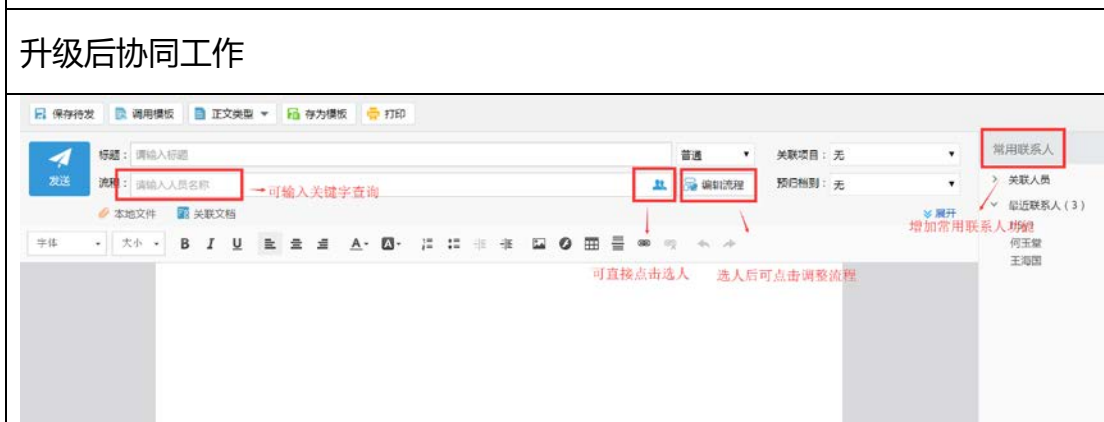 升级后协同工作
保存待发 调用模板 正文类型 存为模板 打印
发送
标题： 请输入标题 普通 关联项目： 无
常用联系人
流程： 请输入人员名称 →可输入关键字查询 编辑流程 预归档到： 无
关联人员
本地文件 关联文档 展开
最近联系人（3）
增加常用联系人功能
字体 大小 B I U A A
何玉堂
王海国
可直接点击选人 选人后可点击调整流程